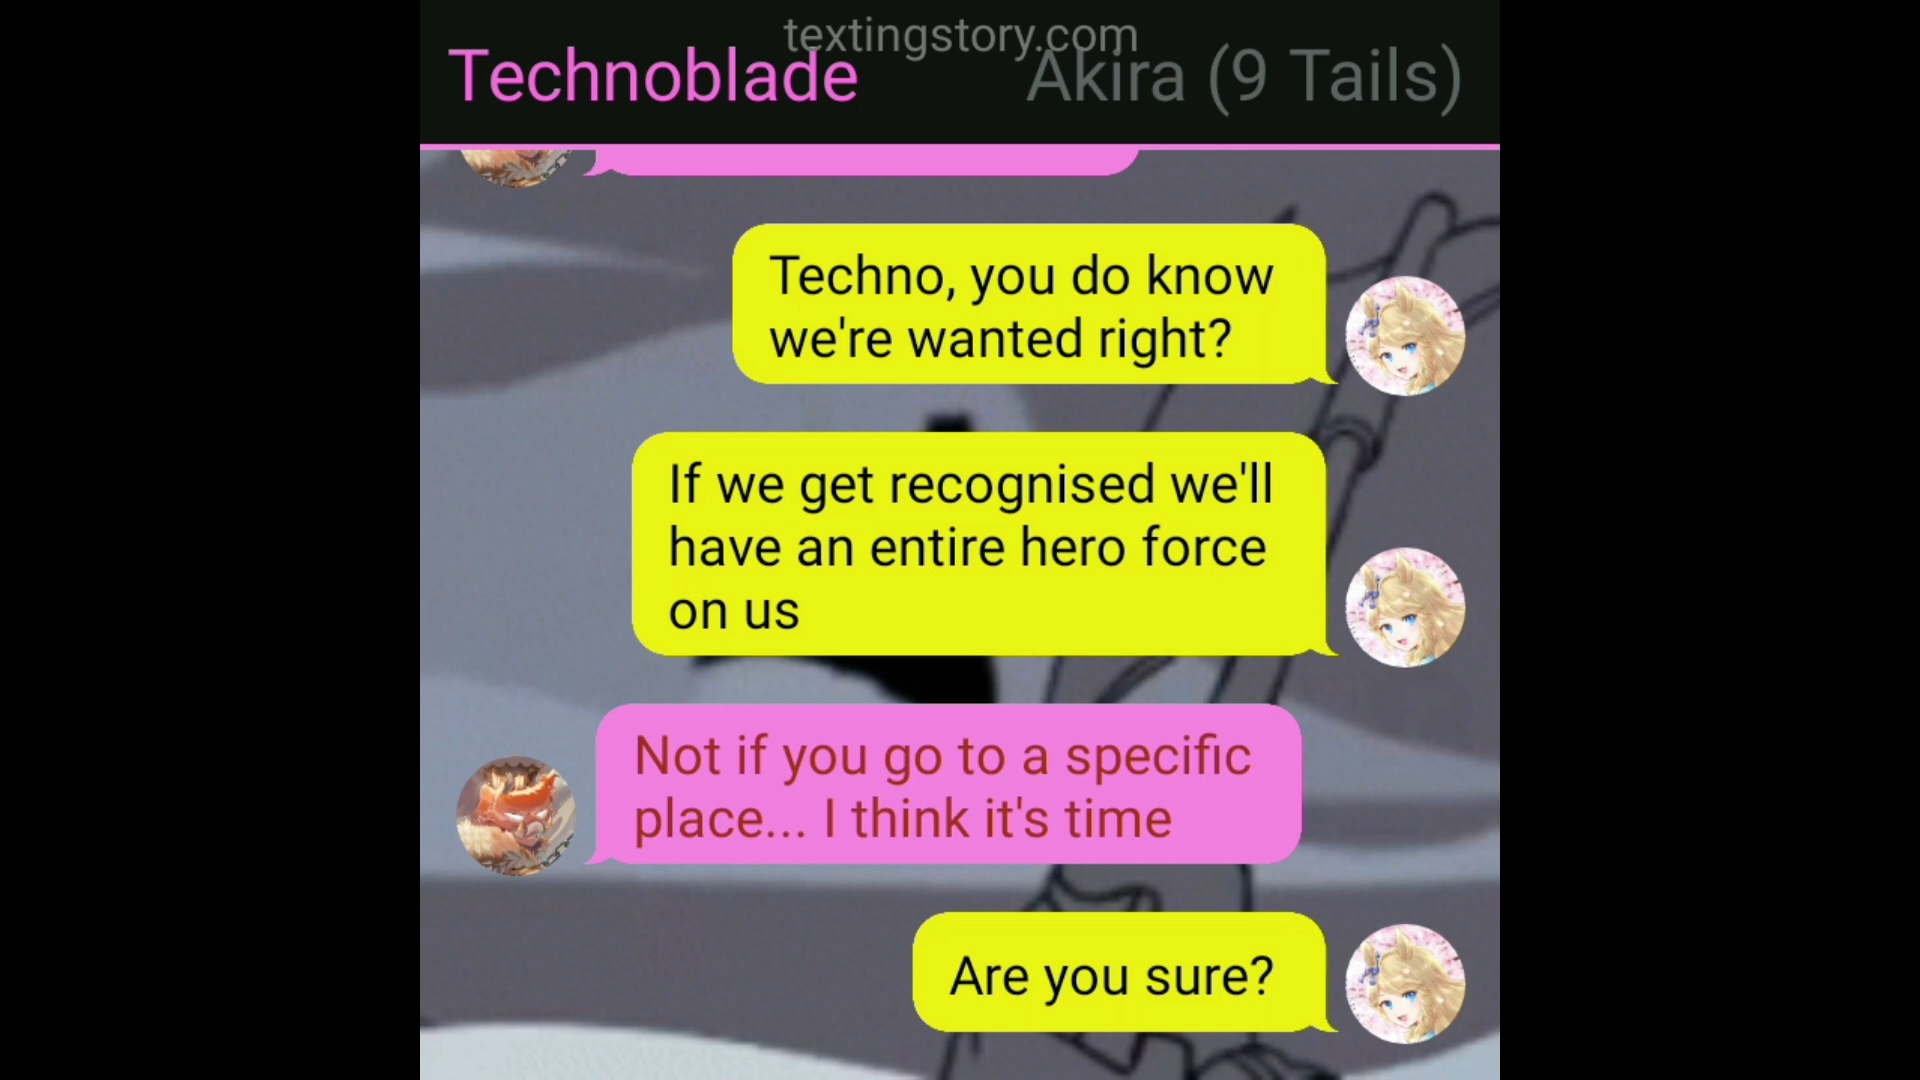 textingstory.com
Technoblade
Akira (9 Tails)
Techno, you do know
we're wanted right?
If we get recognised we'll
have an entire hero force
on us
Not if you go to a specific
place... I think it's time
Are you sure?